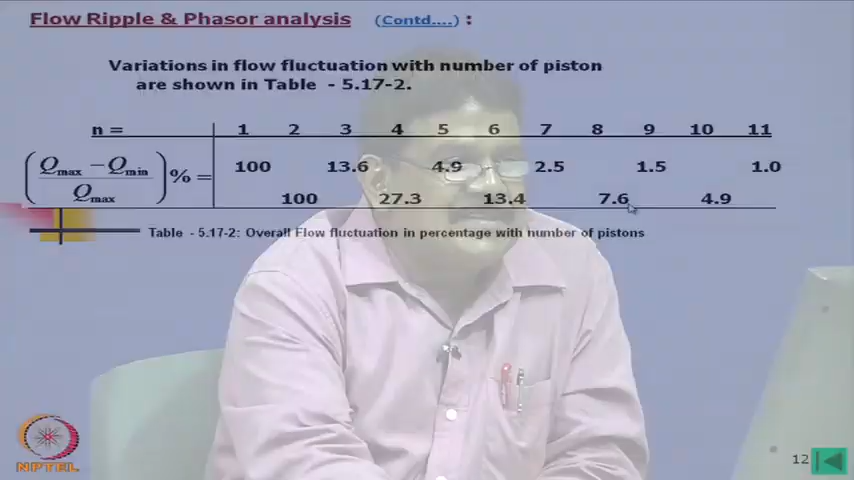 Flow Ripple & Phasor analysis (Contd....) :
Variations in flow fluctuation with number of piston
are shown in Table - 5.17-2.
n = 1 2 3 4 5 6 7 8 9 10 11
(Qmax − Qmin / Qmax) % = 100 13.6 4.9 2.5 1.5 1.0
100 27.3 13.4 7.6 4.9
Table - 5.17-2: Overall Flow fluctuation in percentage with number of pistons
NPTEL
12